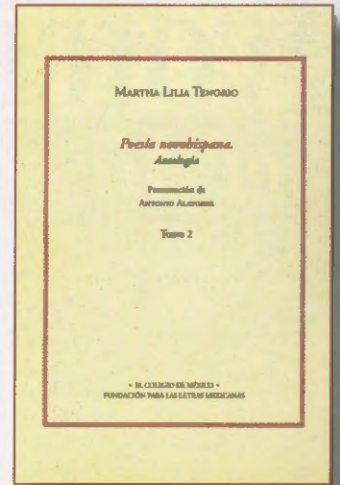 MARTHA LILIA TENORIO
Poesía novohispana.
Antología
Presentación de
ANTONIO ALATORRE
Tomo 2
• EL COLEGIO DE MÉXICO •
FUNDACIÓN PARA LAS LETRAS MEXICANAS